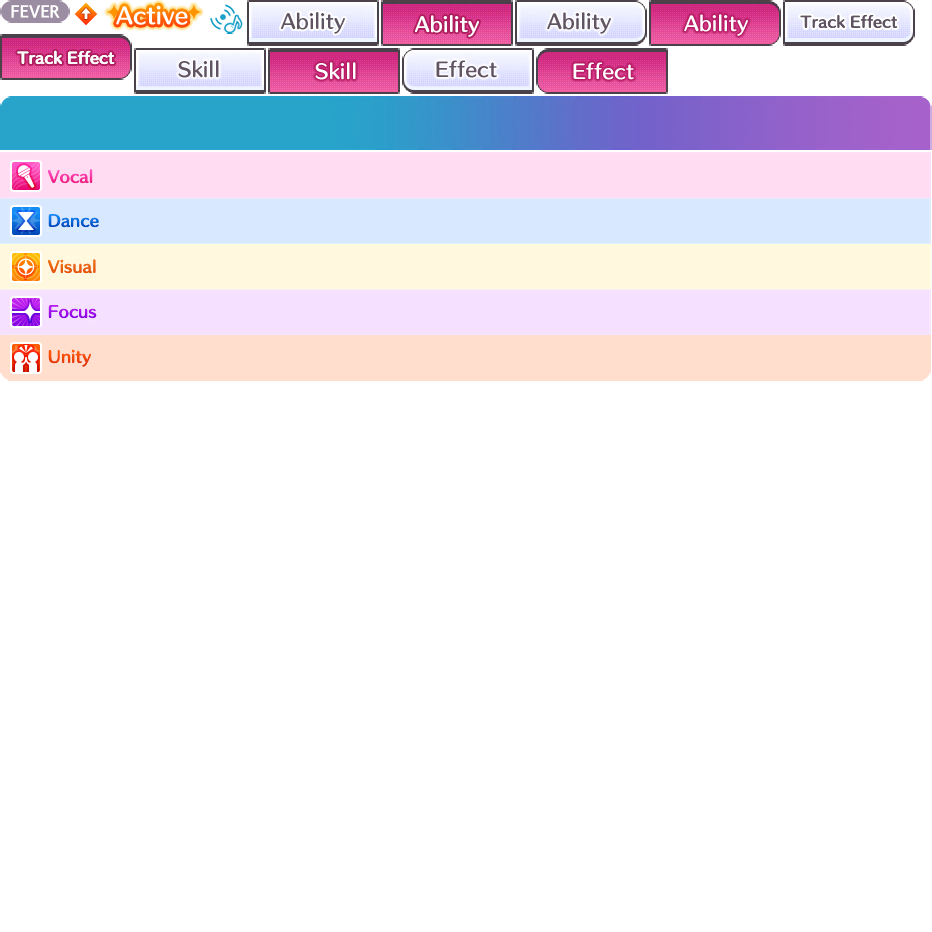 FEVER Active Ability Ability Ability Ability Track Effect
Track Effect Skill Skill Effect Effect
Vocal
Dance
Visual
Focus
Unity